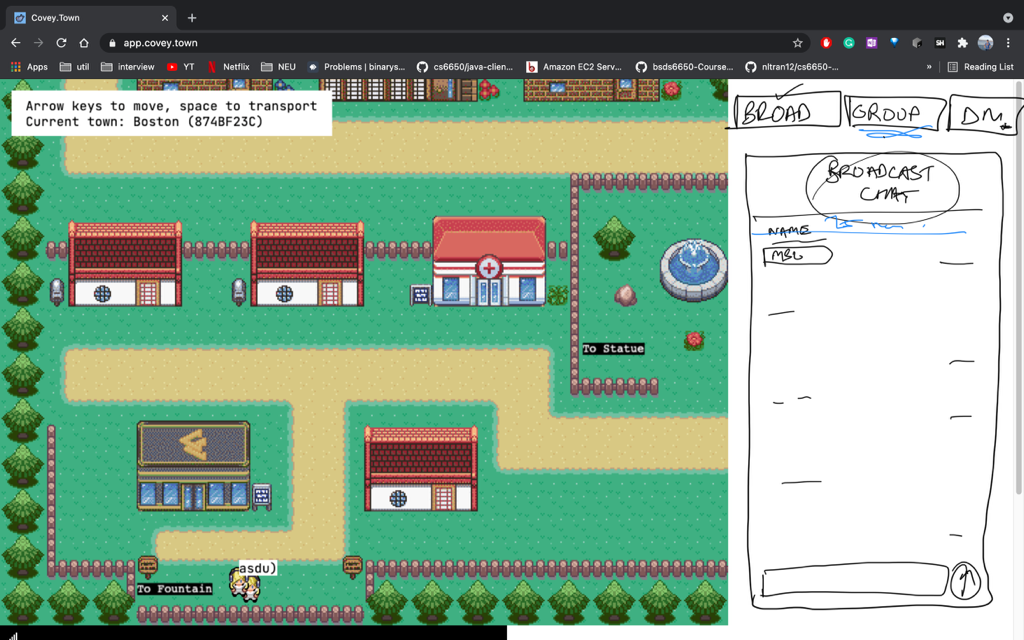 Covey.Town
app.covey.town
Apps
util
interview
YT
Netflix
NEU
Problems | binarys...
cs6650/java-clien...
Amazon EC2 Serv...
bsds6650-Course...
nitran12/cs6650-...
»
Reading List
Arrow keys to move, space to transport
Current town: Boston (874BF23C)
To Statue
asdu)
To Fountain
BROAD
GROUP
DM
BROADCAST
CHAT
NAME
MSG